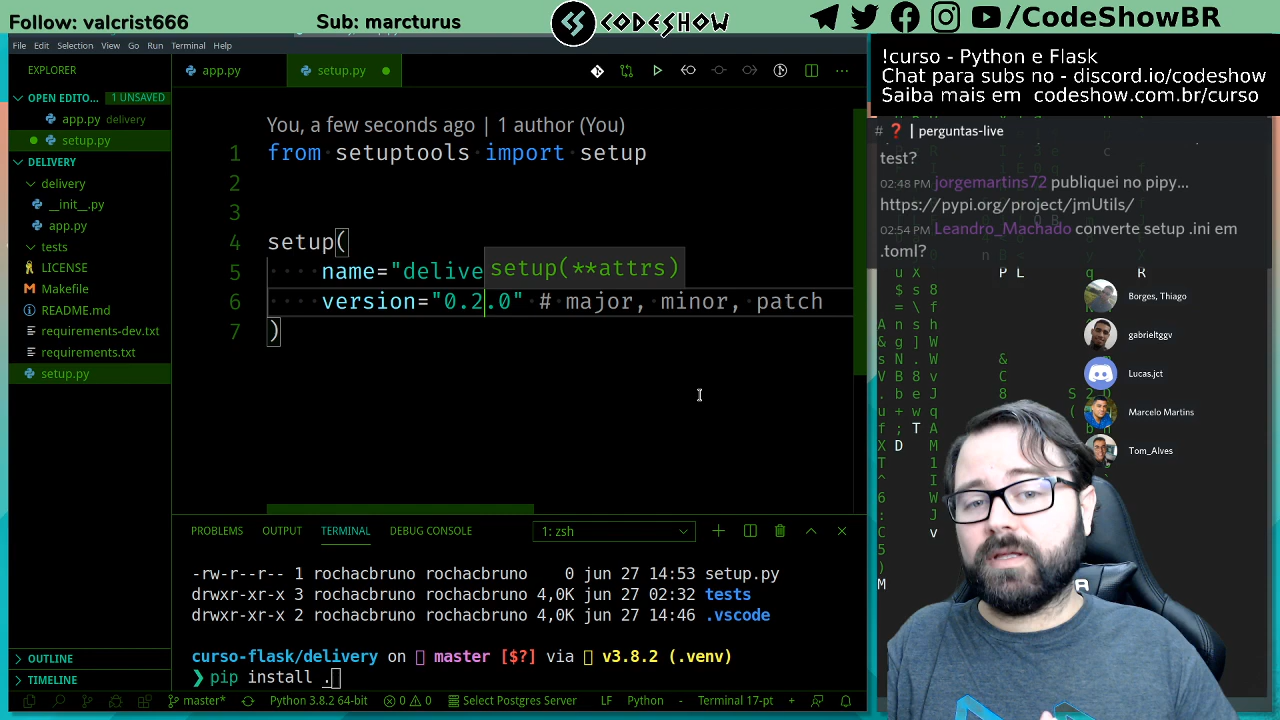 Follow: valcrist666
Sub: marcturus
CODESHOW
/CodeShowBR
File Edit Selection View Go Run Terminal Help
EXPLORER
OPEN EDITO... 1 UNSAVED
app.py delivery
setup.py
DELIVERY
delivery
__init__.py
app.py
tests
LICENSE
Makefile
README.md
requirements-dev.txt
requirements.txt
setup.py
OUTLINE
TIMELINE
app.py
setup.py
You, a few seconds ago | 1 author (You)
1 from setuptools import setup
2
3
4 setup(
5 name="delive
setup(**attrs)
6 version="0.2.0" # major, minor, patch
7 )
PROBLEMS OUTPUT TERMINAL DEBUG CONSOLE 1: zsh
-rw-r--r-- 1 rochacbruno rochacbruno 0 jun 27 14:53 setup.py
drwxr-xr-x 3 rochacbruno rochacbruno 4,0K jun 27 02:32 tests
drwxr-xr-x 2 rochacbruno rochacbruno 4,0K jun 27 14:46 .vscode
curso-flask/delivery on master [$?] via v3.8.2 (.venv)
❯ pip install .
master* Python 3.8.2 64-bit 0 0 Select Postgres Server LF Python - Terminal 17-pt +
!curso - Python e Flask
Chat para subs no - discord.io/codeshow
Saiba mais em codeshow.com.br/curso
# ❓ | perguntas-live
test?
02:48 PM jorgemartins72 publiquei no pipy...
https://pypi.org/project/jmUtils/
02:54 PM Leandro_Machado converte setup .ini em
.toml?
Borges, Thiago
gabrieltggv
Lucas.jct
Marcelo Martins
Tom_Alves